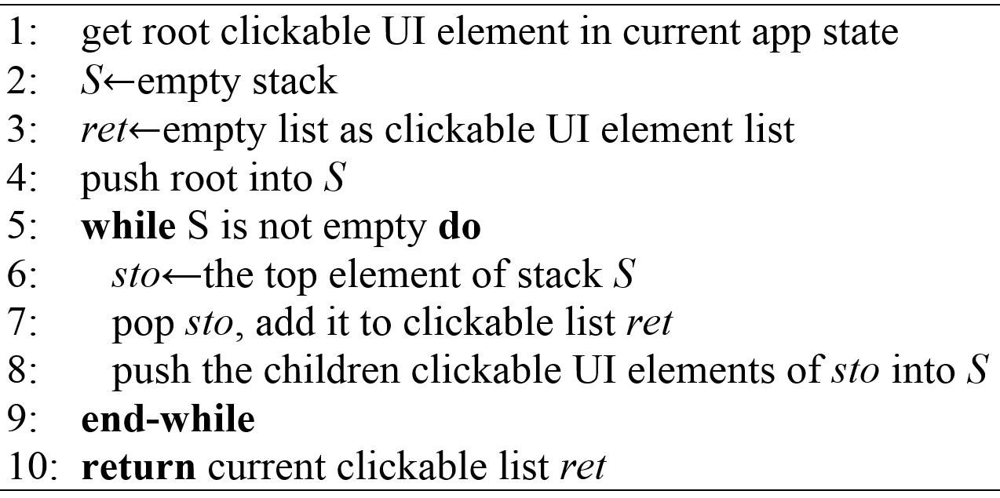 1: get root clickable UI element in current app state
2: S←empty stack
3: ret←empty list as clickable UI element list
4: push root into S
5: while S is not empty do
6: sto←the top element of stack S
7: pop sto, add it to clickable list ret
8: push the children clickable UI elements of sto into S
9: end-while
10: return current clickable list ret